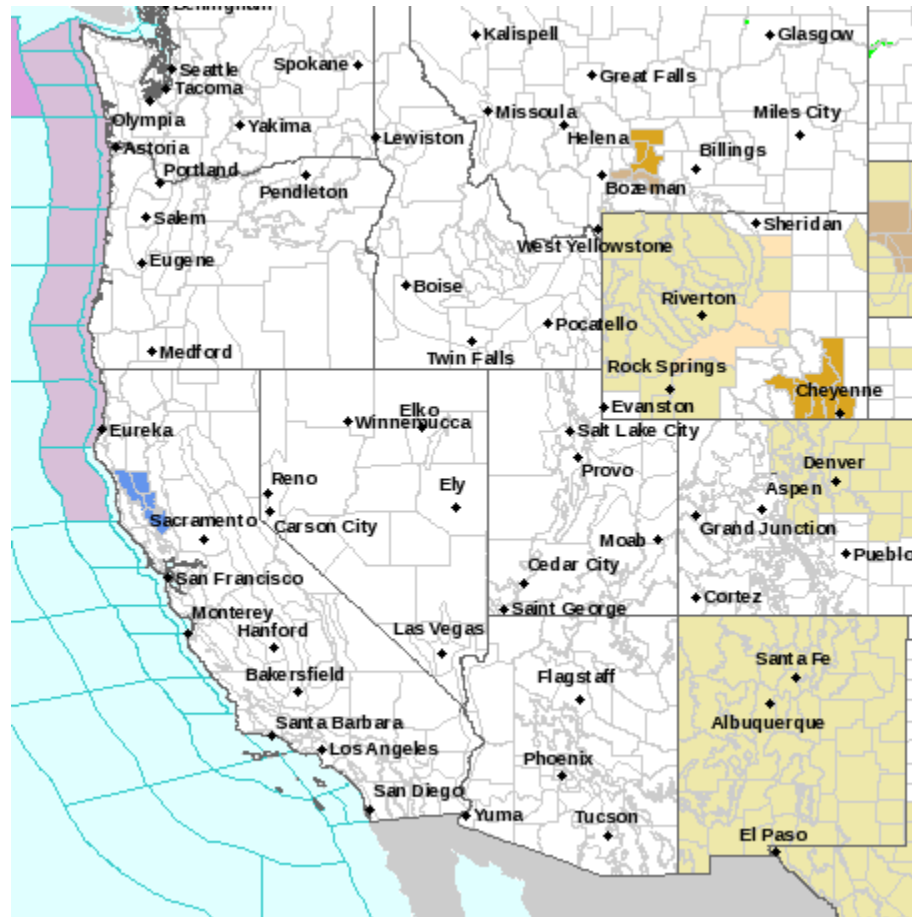 Bellingham
Kalispell
Glasgow
Seattle
Spokane
Great Falls
Tacoma
Missoula
Miles City
Olympia
Yakima
Lewiston
Helena
Astoria
Billings
Portland
Pendleton
Bozeman
Salem
Sheridan
West Yellowstone
Eugene
Boise
Riverton
Pocatello
Medford
Twin Falls
Rock Springs
Cheyenne
Elko
Evanston
Winnemucca
Eureka
Salt Lake City
Denver
Provo
Reno
Ely
Aspen
Sacramento
Carson City
Grand Junction
Moab
Pueblo
Cedar City
San Francisco
Cortez
Monterey
Saint George
Hanford
Las Vegas
Santa Fe
Bakersfield
Flagstaff
Albuquerque
Santa Barbara
Los Angeles
Phoenix
San Diego
Yuma
Tucson
El Paso